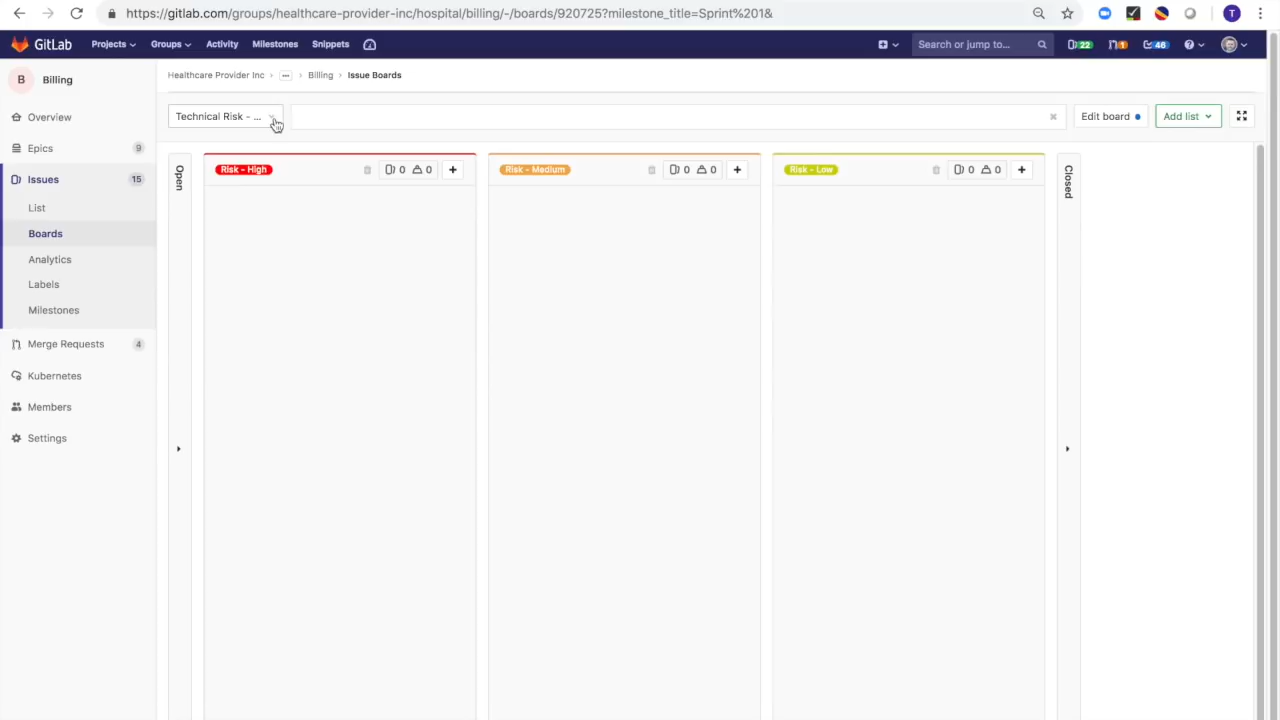 https://gitlab.com/groups/healthcare-provider-inc/hospital/billing/-/boards/920725?milestone_title=Sprint%201&
GitLab Projects Groups Activity Milestones Snippets Search or jump to... 22 1 46
B Billing
Healthcare Provider Inc › ... › Billing › Issue Boards
Overview
Technical Risk - ... Edit board Add list
Epics 9
Issues 15
List
Boards
Analytics
Labels
Milestones
Merge Requests 4
Kubernetes
Members
Settings
Open
Risk - High 0 0
Risk - Medium 0 0
Risk - Low 0 0
Closed
T